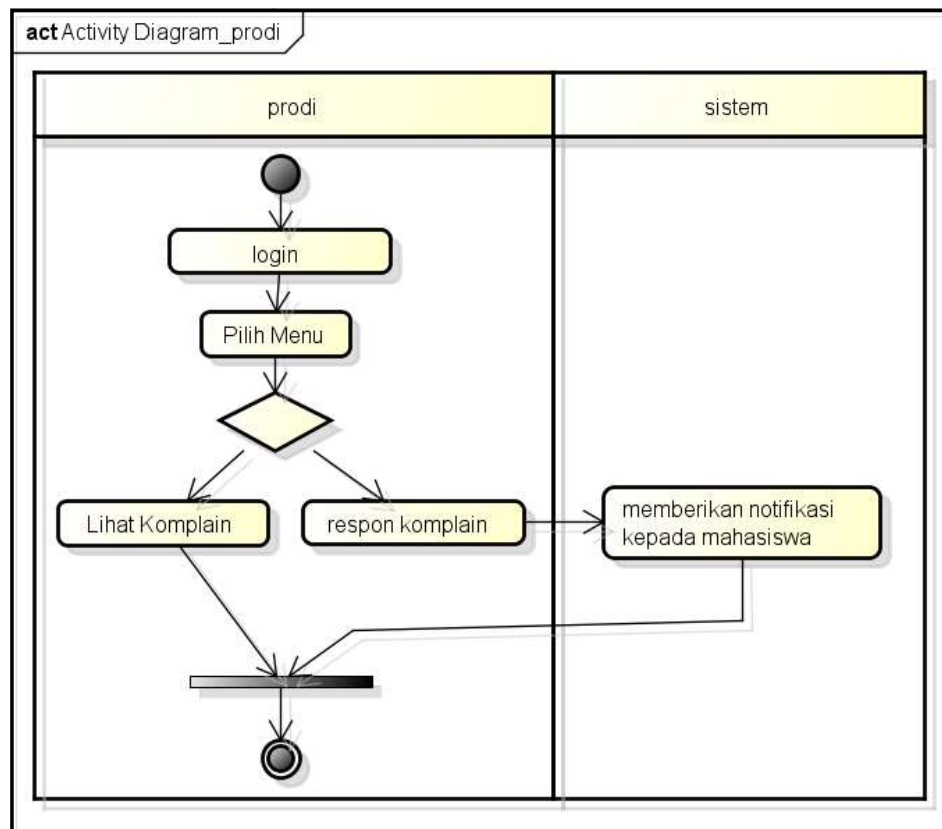 act Activity Diagram_prodi
prodi
sistem
login
Pilih Menu
Lihat Komplain
respon komplain
memberikan notifikasi
kepada mahasiswa